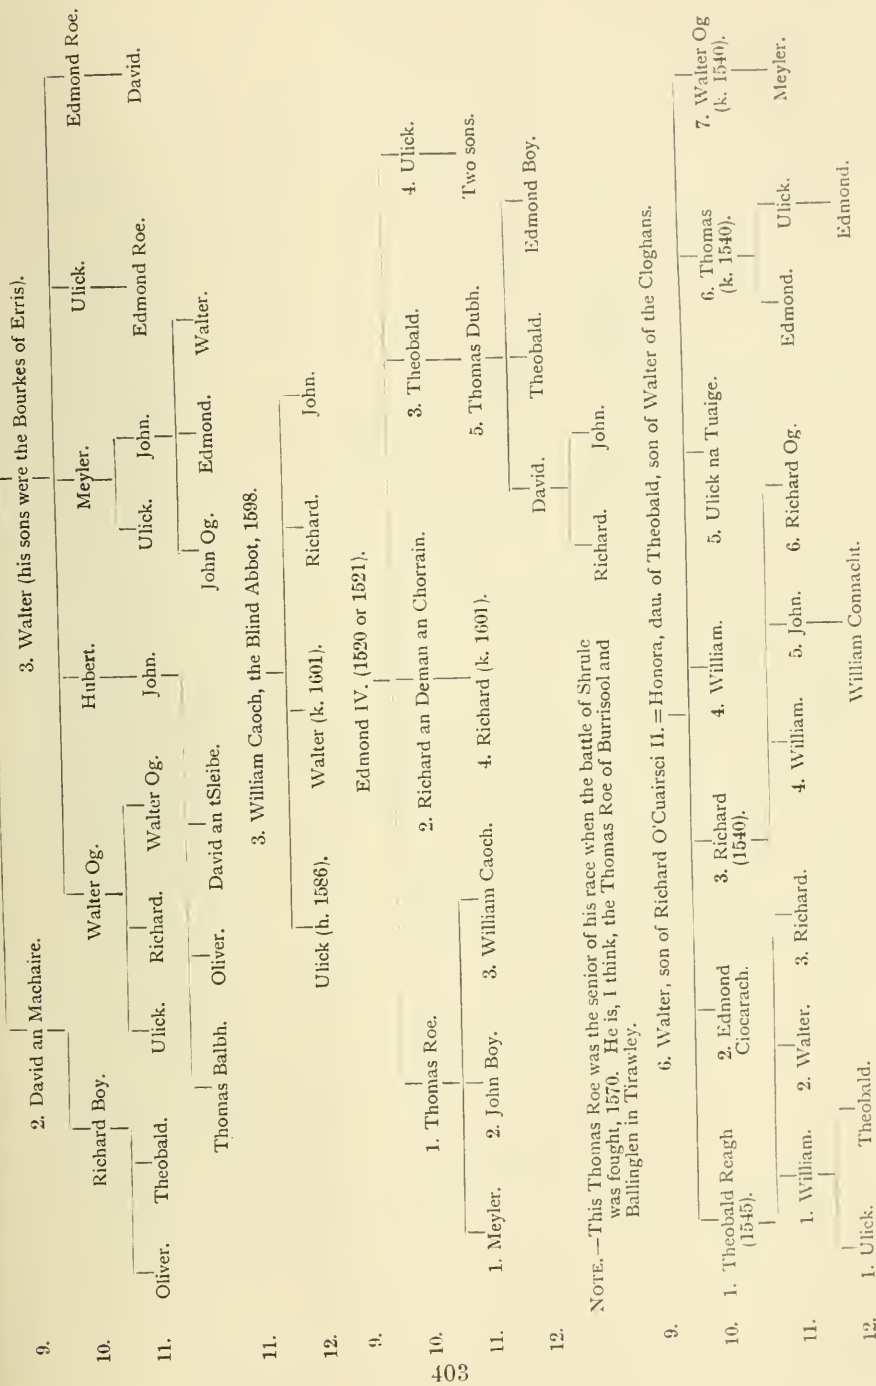 9. 2. David an Machaire. 3. Walter (his sons were the Bourkes of Erris).
10. Richard Boy. Walter Og. Hubert. Meyler. Ulick. Edmond Roe.
11. Oliver. Theobald. Ulick. Richard. Walter Og. John. Ulick. John. Edmond Roe. David.
Thomas Balbh. Oliver. David an tSleibe. John Og. Edmond. Walter.
11. 3. William Caoch, the Blind Abbot, 1598.
12. Ulick (h. 1586). Walter (k. 1601). Richard. John.
9. Edmond IV. (1520 or 1521).
10. 1. Thomas Roe. 2. Richard an Deman an Chorrain. 3. Theobald. 4. Ulick.
11. 1. Meyler. 2. John Boy. 3. William Caoch. 4. Richard (k. 1601). 5. Thomas Dubh. Two sons.
12. David. Theobald. Edmond Boy.
Richard. John.
NOTE.—This Thomas Roe was the senior of his race when the battle of Shrule
was fought, 1570. He is, I think, the Thomas Roe of Burrisool and
Ballinglen in Tirawley.
9. 6. Walter, son of Richard O'Cuairsci II.=Honora, dau. of Theobald, son of Walter of the Cloghans.
10. 1. Theobald Reagh 2. Edmond 3. Richard 4. William. 5. Ulick na Tuaige. 6. Thomas 7. Walter Og
(1545). Ciocarach. (1540). (k. 1540). (k. 1540).
11. 1. William. 2. Walter. 3. Richard. 4. William. 5. John. 6. Richard Og. Edmond. Ulick. Meyler.
12. 1. Ulick. Theobald. William Connacht. Edmond.
403